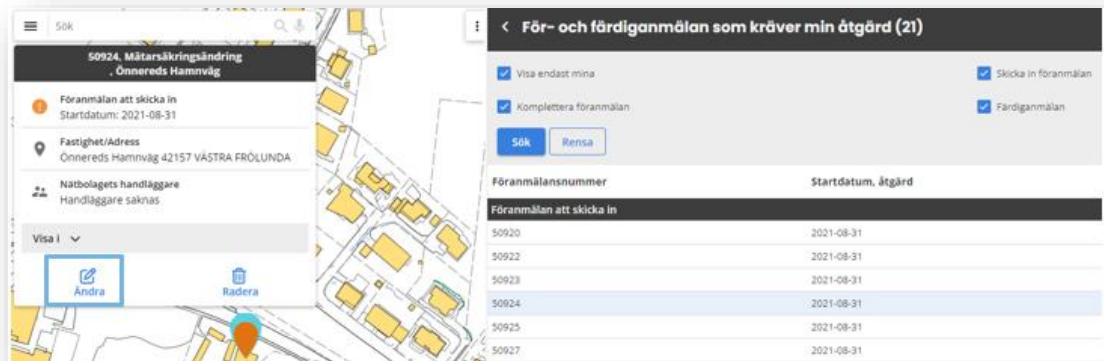 Sök
50924, Mätarsäkringsändring
, Önnereds Hamnväg
Föranmälan att skicka in
Startdatum: 2021-08-31
Fastighet/Adress
Önnereds Hamnväg 42157 VÄSTRA FRÖLUNDA
Nätbolagets handläggare
Handläggare saknas
Visa i
Ändra
Radera
För- och färdiganmälan som kräver min åtgärd (21)
Visa endast mina
Skicka in föranmälan
Komplettera föranmälan
Färdiganmälan
Sök
Rensa
Föranmälansnummer
Startdatum, åtgärd
Föranmälan att skicka in
50920 2021-08-31
50922 2021-08-31
50923 2021-08-31
50924 2021-08-31
50925 2021-08-31
50927 2021-08-31